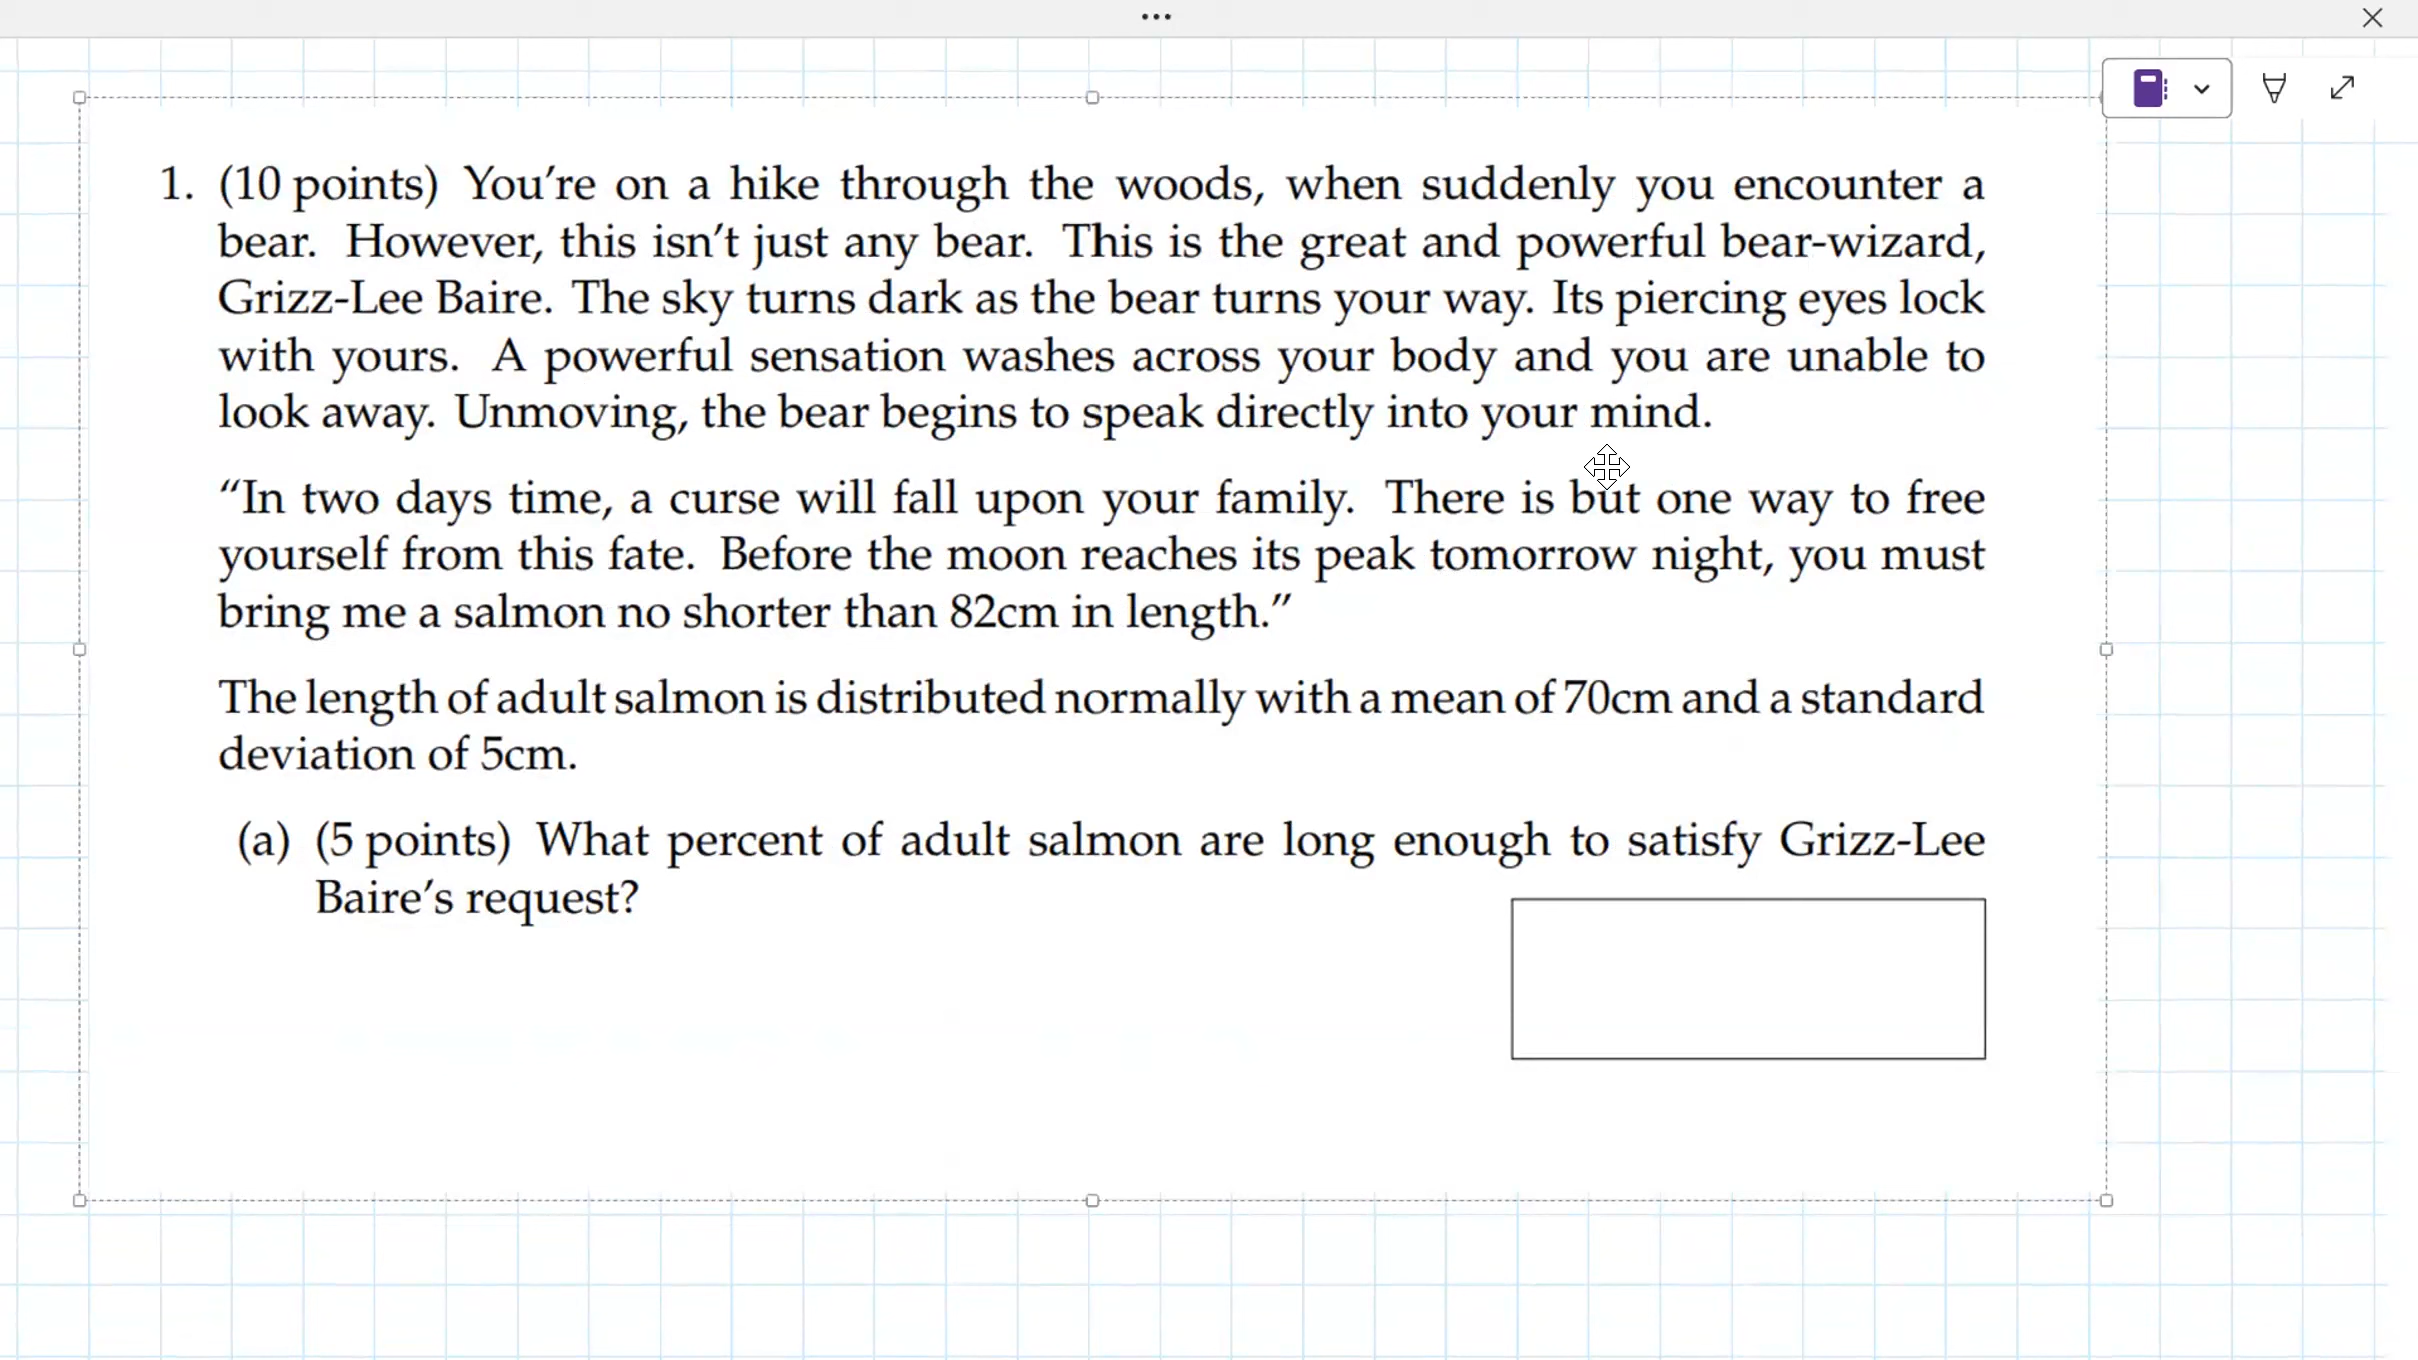 1. (10 points) You’re on a hike through the woods, when suddenly you encounter a
bear. However, this isn’t just any bear. This is the great and powerful bear-wizard,
Grizz-Lee Baire. The sky turns dark as the bear turns your way. Its piercing eyes lock
with yours. A powerful sensation washes across your body and you are unable to
look away. Unmoving, the bear begins to speak directly into your mind.
“In two days time, a curse will fall upon your family. There is but one way to free
yourself from this fate. Before the moon reaches its peak tomorrow night, you must
bring me a salmon no shorter than 82cm in length.”
The length of adult salmon is distributed normally with a mean of 70cm and a standard
deviation of 5cm.
(a) (5 points) What percent of adult salmon are long enough to satisfy Grizz-Lee
Baire’s request?